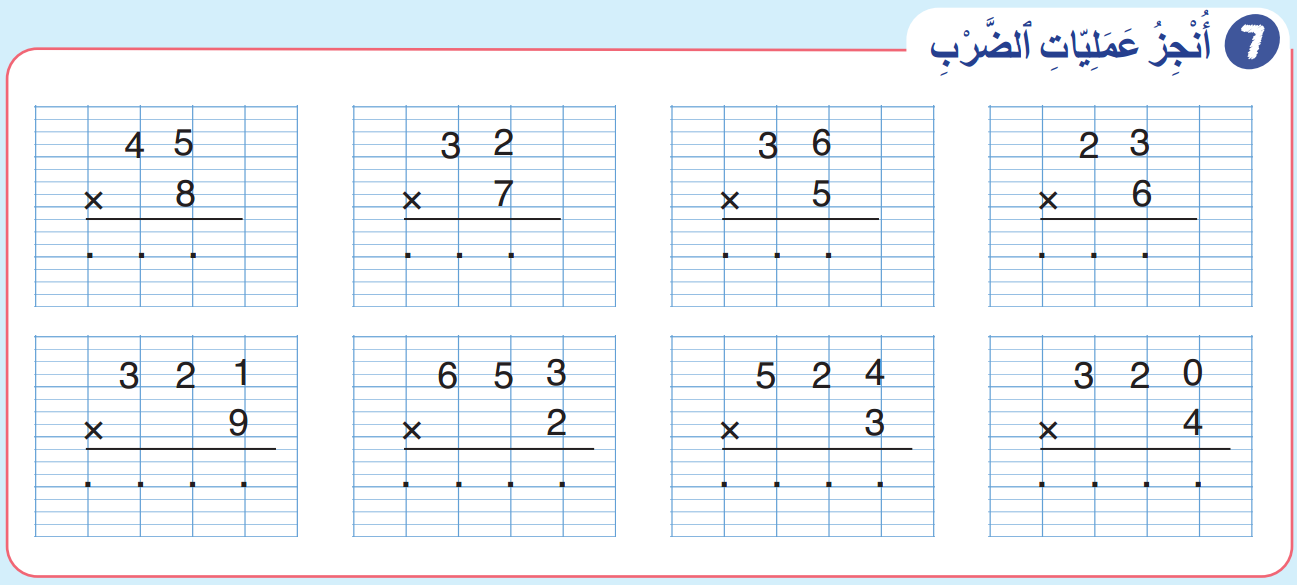 7 أُنْجِزُ عَمَلِيّاتِ ٱلضَّرْبِ
4 5
× 8
. . .
3 2
× 7
. . .
3 6
× 5
. . .
2 3
× 6
. . .
3 2 1
× 9
. . . .
6 5 3
× 2
. . . .
5 2 4
× 3
. . . .
3 2 0
× 4
. . . .